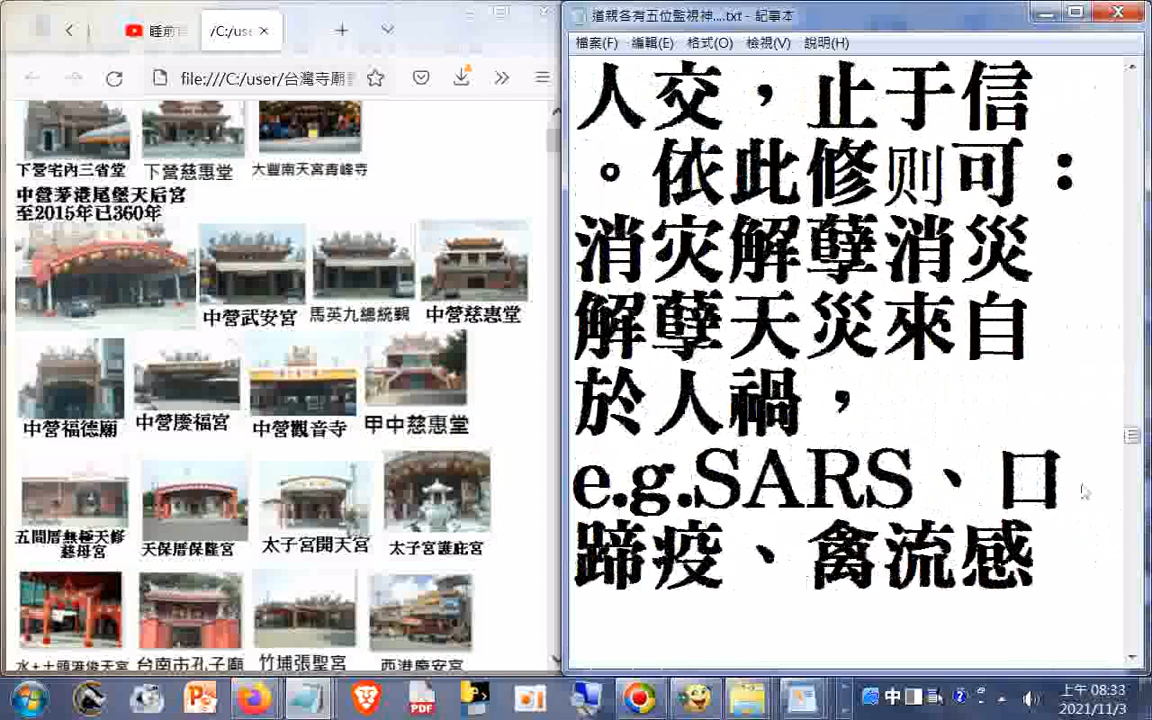 睡前
/C:/us
file:///C:/user/台灣寺廟
下營宅內三省堂
下營慈惠堂
大豐南天宮青峰寺
中營茅港尾堡天后宮
至2015年已360年
中營武安宮
馬英九總統覲
中營慈惠堂
中營福德廟
中營慶福宮
中營觀音寺
甲中慈惠堂
五間厝無極天修
慈母宮
天保厝保隆宮
太子宮開天宮
太子宮護庇宮
台南市孔子廟
竹埔張聖宮
西港慶安宮
道親各有五位監視神....txt - 記事本
檔案(F) 編輯(E) 格式(O) 檢視(V) 說明(H)
人交，止于信
。依此修则可：
消灾解孽消災
解孽天災來自
於人禍，
e.g.SARS、口
蹄疫、禽流感
中
上午 08:33
2021/11/3